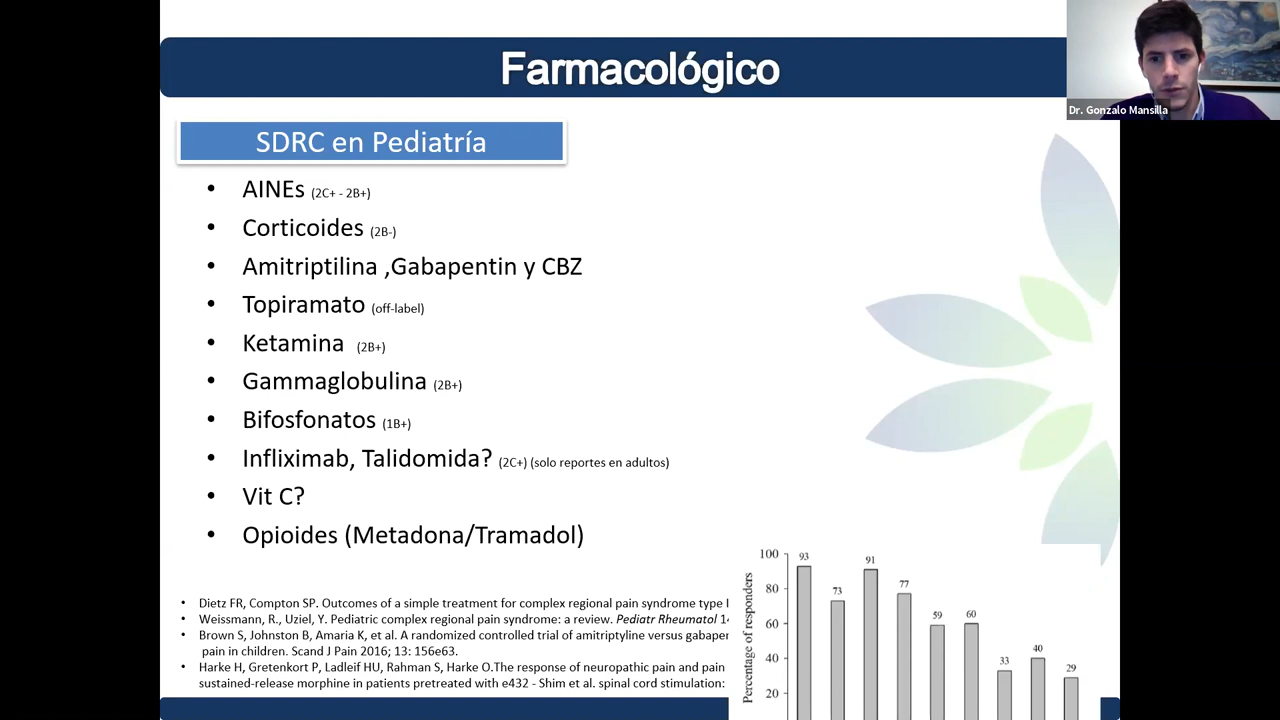 Farmacológico
Dr. Gonzalo Mansilla
SDRC en Pediatría
• AINEs (2C+ - 2B+)
• Corticoides (2B-)
• Amitriptilina ,Gabapentin y CBZ
• Topiramato (off-label)
• Ketamina (2B+)
• Gammaglobulina (2B+)
• Bifosfonatos (1B+)
• Infliximab, Talidomida? (2C+) (solo reportes en adultos)
• Vit C?
• Opioides (Metadona/Tramadol)
• Dietz FR, Compton SP. Outcomes of a simple treatment for complex regional pain syndrome type
• Weissmann, R., Uziel, Y. Pediatric complex regional pain syndrome: a review. Pediatr Rheumatol
• Brown S, Johnston B, Amaria K, et al. A randomized controlled trial of amitriptyline versus
pain in children. Scand J Pain 2016; 13: 156e63.
• Harke H, Gretenkort P, Ladleif HU, Rahman S, Harke O.The response of neuropathic pain and pain
sustained-release morphine in patients pretreated with e432 - Shim et al. spinal cord stimulation:
Percentage of responders
100
80
60
40
20
93
73
91
77
59
60
33
40
29